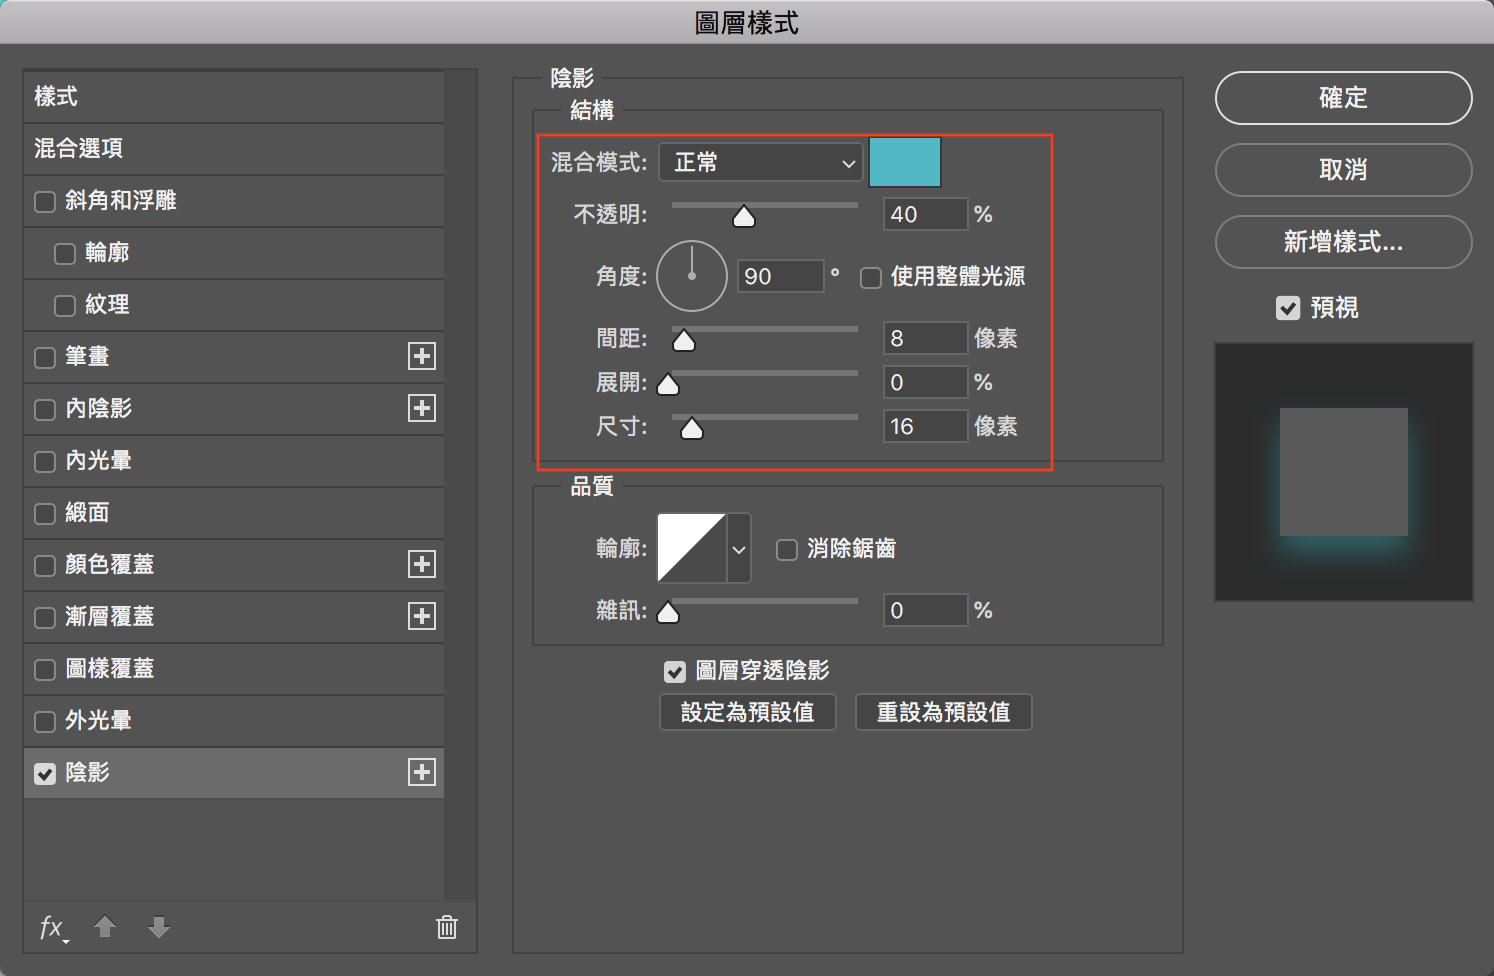 圖層樣式
樣式
混合選項
斜角和浮雕
輪廓
紋理
筆畫
內陰影
內光暈
緞面
顏色覆蓋
漸層覆蓋
圖樣覆蓋
外光暈
陰影
fx
陰影
結構
混合模式: 正常
不透明: 40 %
角度: 90 ° 使用整體光源
間距: 8 像素
展開: 0 %
尺寸: 16 像素
品質
輪廓: 消除鋸齒
雜訊: 0 %
圖層穿透陰影
設定為預設值 重設為預設值
確定
取消
新增樣式...
預視